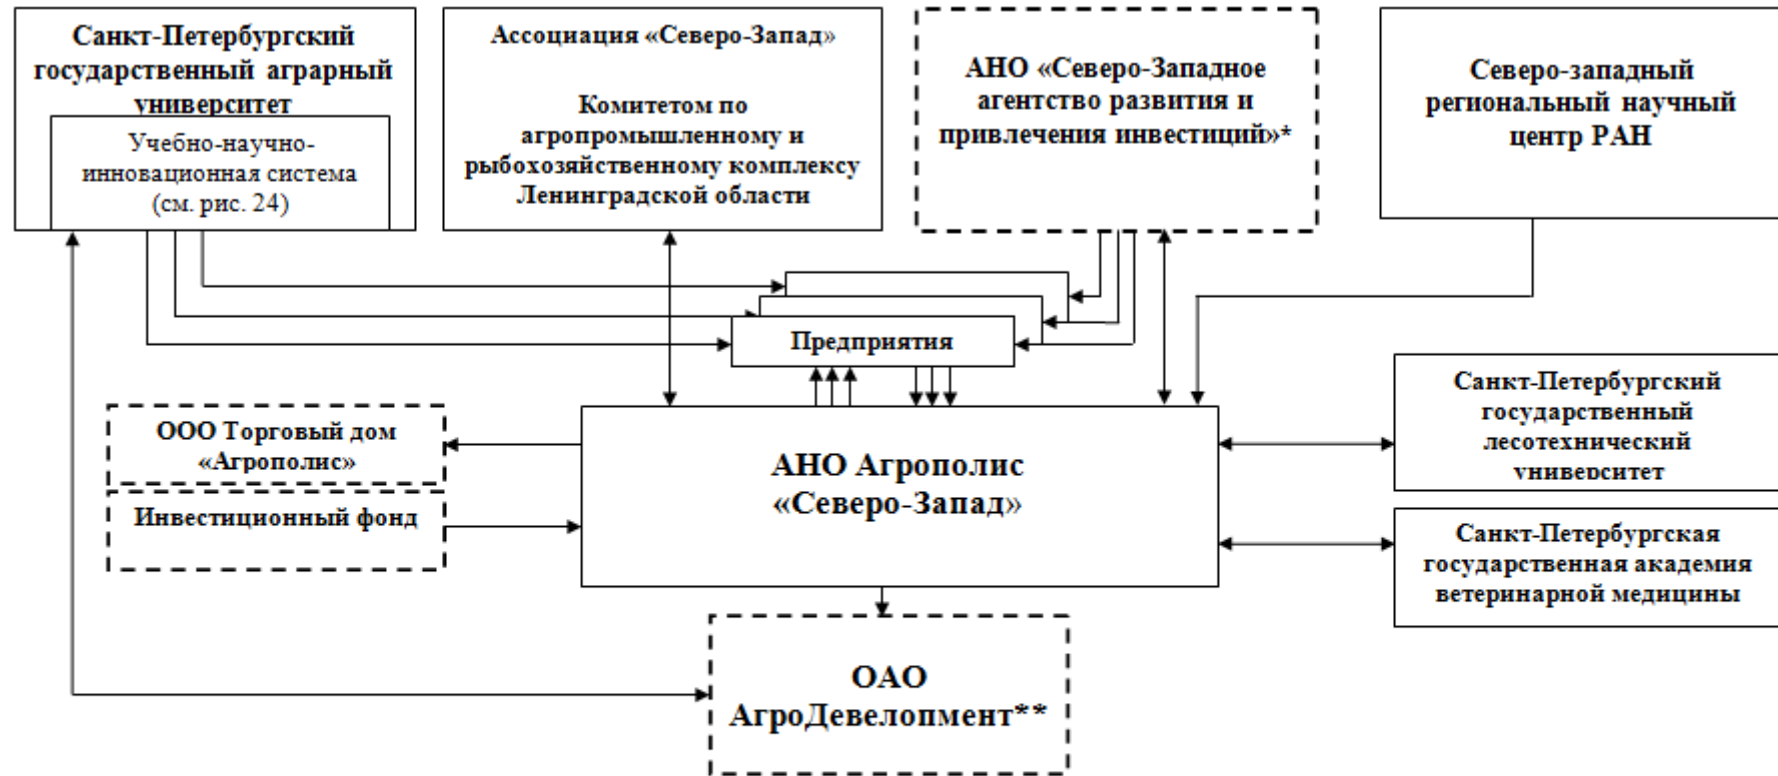 Санкт-Петербургский
государственный аграрный
университет
Учебно-научно-
инновационная система
(см. рис. 24)
Ассоциация «Северо-Запад»
Комитетом по
агропромышленному и
рыбохозяйственному комплексу
Ленинградской области
АНО «Северо-Западное
агентство развития и
привлечения инвестиций»*
Северо-западный
региональный научный
центр РАН
Предприятия
ООО Торговый дом
«Агрополис»
Инвестиционный фонд
АНО Агрополис
«Северо-Запад»
Санкт-Петербургский
государственный
лесотехнический
университет
Санкт-Петербургская
государственная академия
ветеринарной медицины
ОАО
АгроДевелопмент**